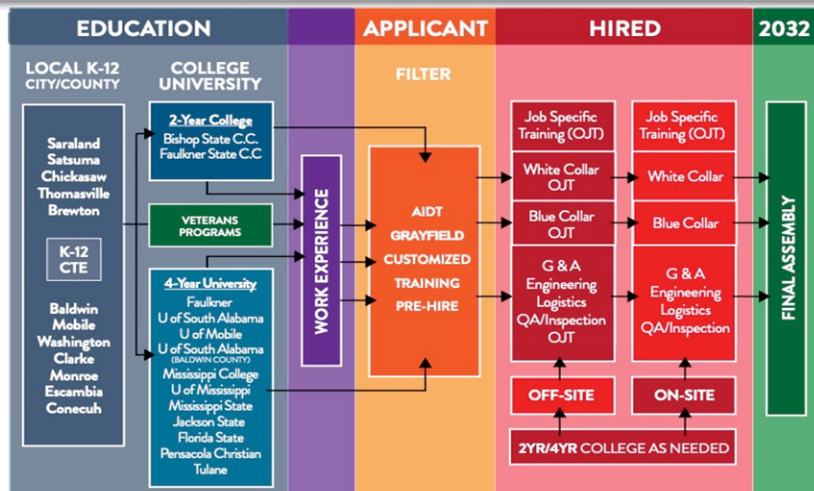 EDUCATION
APPLICANT
HIRED
2032
LOCAL K-12
CITY/COUNTY
Saraland
Satsuma
Chickasaw
Thomasville
Brewton
K-12
CTE
Baldwin
Mobile
Washington
Clarke
Monroe
Escambia
Conecuh
COLLEGE
UNIVERSITY
2-Year College
Bishop State C.C.
Faulkner State C.C
VETERANS
PROGRAMS
4-Year University
Faulkner
U of South Alabama
U of Mobile
U of South Alabama
(BALDWIN COUNTY)
Mississippi College
U of Mississippi
Mississippi State
Jackson State
Florida State
Pensacola Christian
Tulane
WORK EXPERIENCE
FILTER
AIDT
GRAYFIELD
CUSTOMIZED
TRAINING
PRE-HIRE
Job Specific
Training (OJT)
White Collar
OJT
Blue Collar
OJT
G & A
Engineering
Logistics
QA/Inspection
OJT
OFF-SITE
Job Specific
Training (OJT)
White Collar
Blue Collar
G & A
Engineering
Logistics
QA/Inspection
ON-SITE
2YR/4YR COLLEGE AS NEEDED
FINAL ASSEMBLY